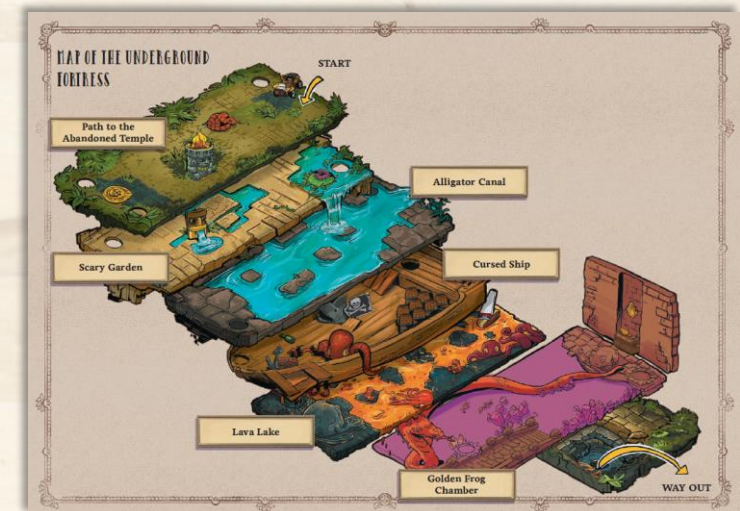 MAP OF THE UNDERGROUND
FORTRESS
START
Path to the
Abandoned Temple
Alligator Canal
Scary Garden
Cursed Ship
Lava Lake
Golden Frog
Chamber
WAY OUT